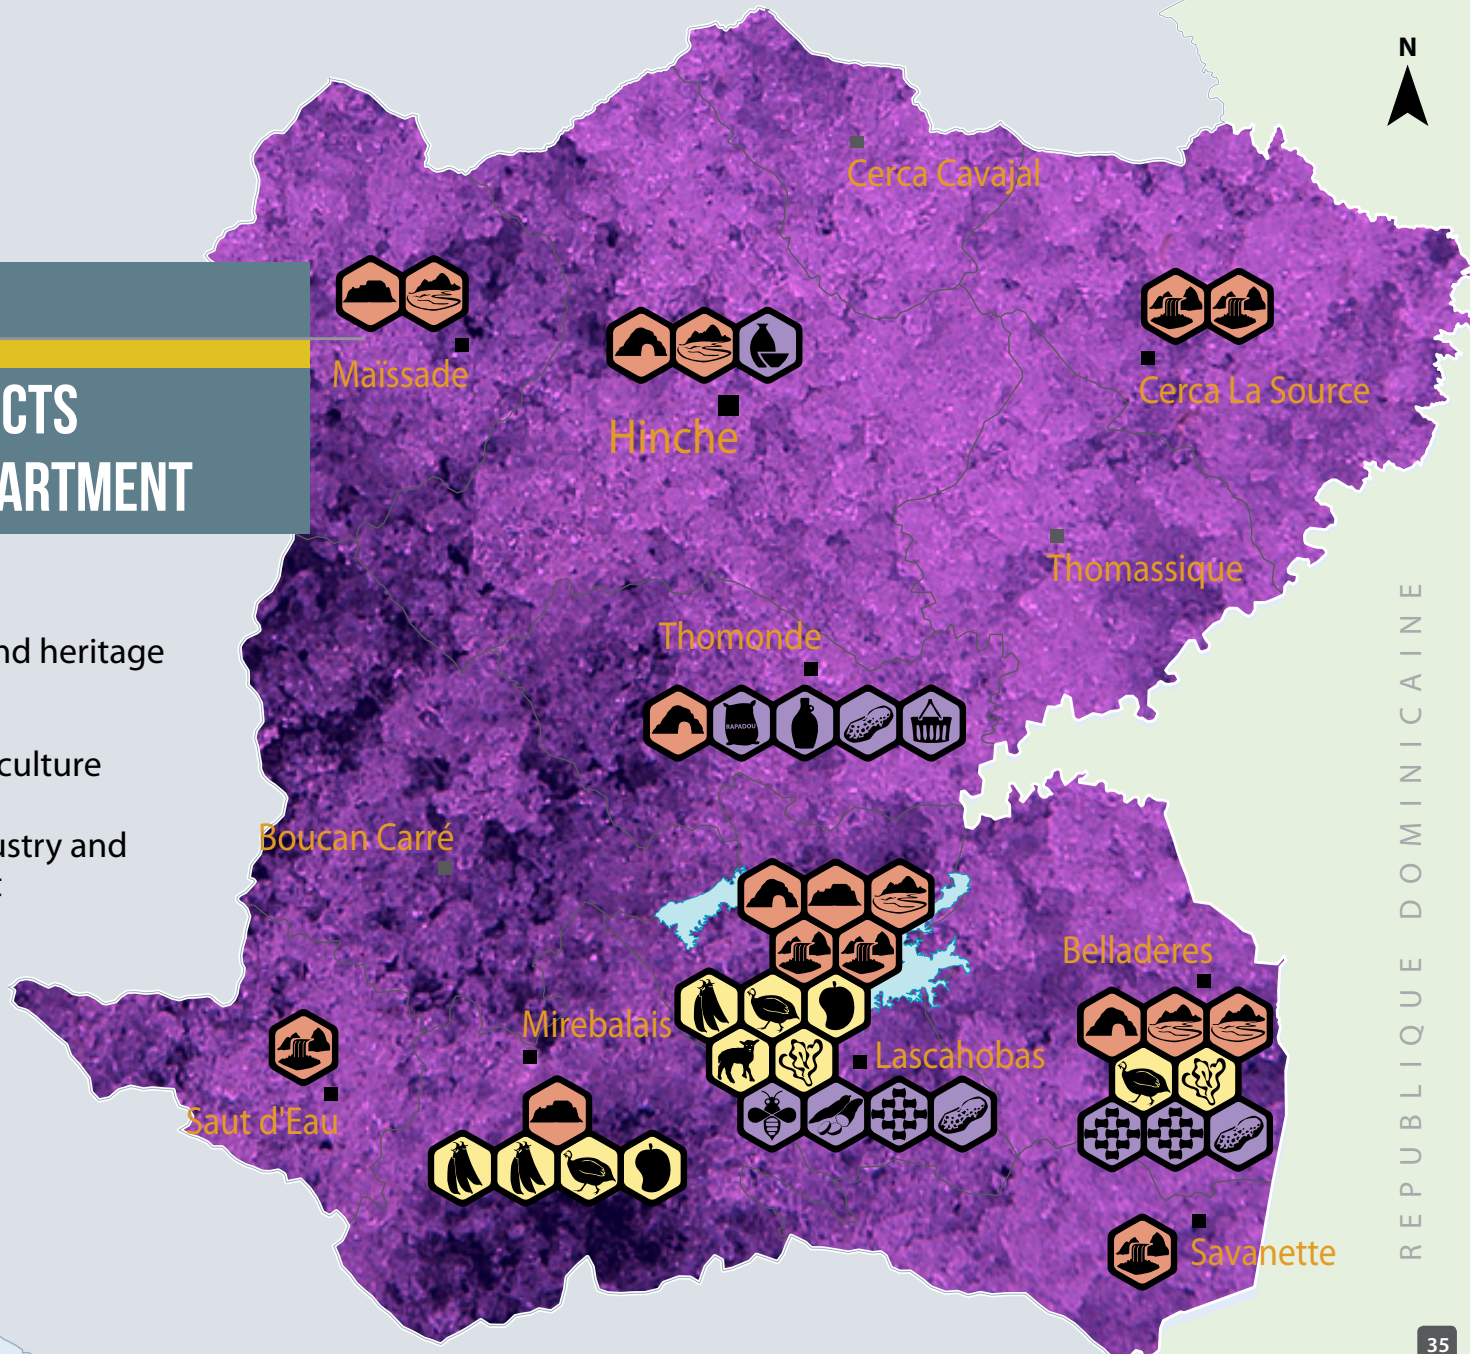 N
Cerca Cavajal
Maïssade
Cerca La Source
CTS
Hinche
ARTMENT
Thomassique
Thomonde
nd heritage
RAPADOU
culture
Boucan Carré
ustry and
REPUBLIQUE DOMINICAINE
Belladères
Mirebalais
Lascahobas
Saut d'Eau
Savanette
35